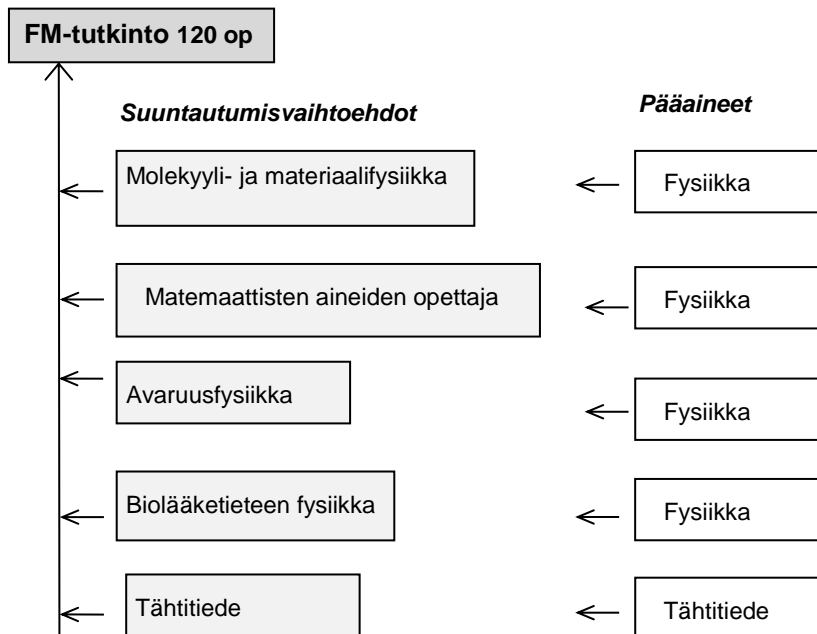 FM-tutkinto 120 op
Suuntautumisvaihtoehdot Pääaineet
Molekyyli- ja materiaalifysiikka Fysiikka
Matemaattisten aineiden opettaja Fysiikka
Avaruusfysiikka Fysiikka
Biolääketieteen fysiikka Fysiikka
Tähtitiede Tähtitiede